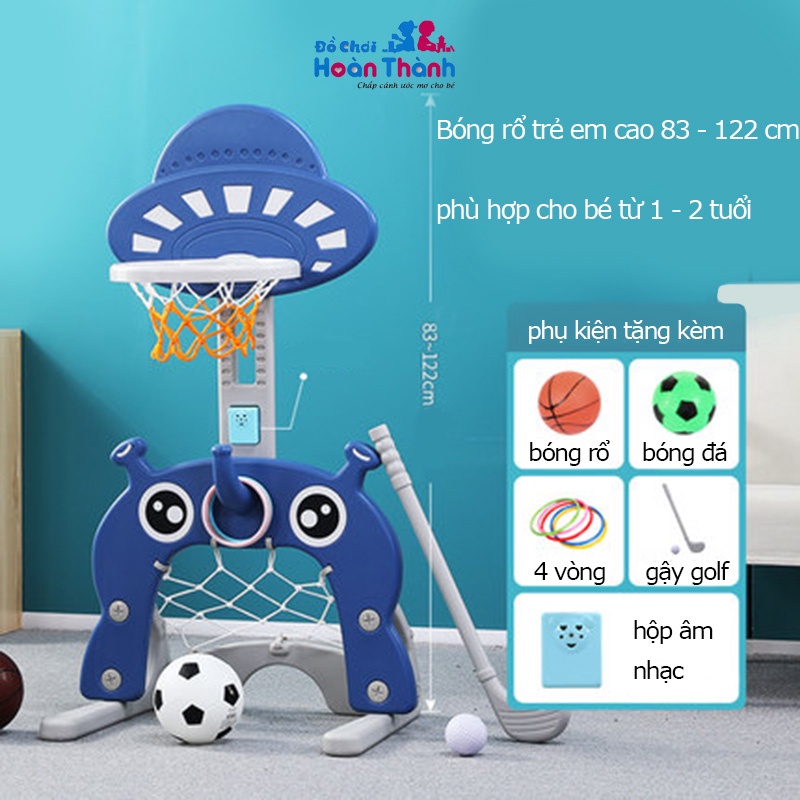 Đồ Chơi
Hoàn Thành
Chắp cánh ước mơ cho bé
Bóng rổ trẻ em cao 83 - 122 cm
phù hợp cho bé từ 1 - 2 tuổi
83~122cm
phụ kiện tặng kèm
bóng rổ
bóng đá
4 vòng
gậy golf
hộp âm
nhạc